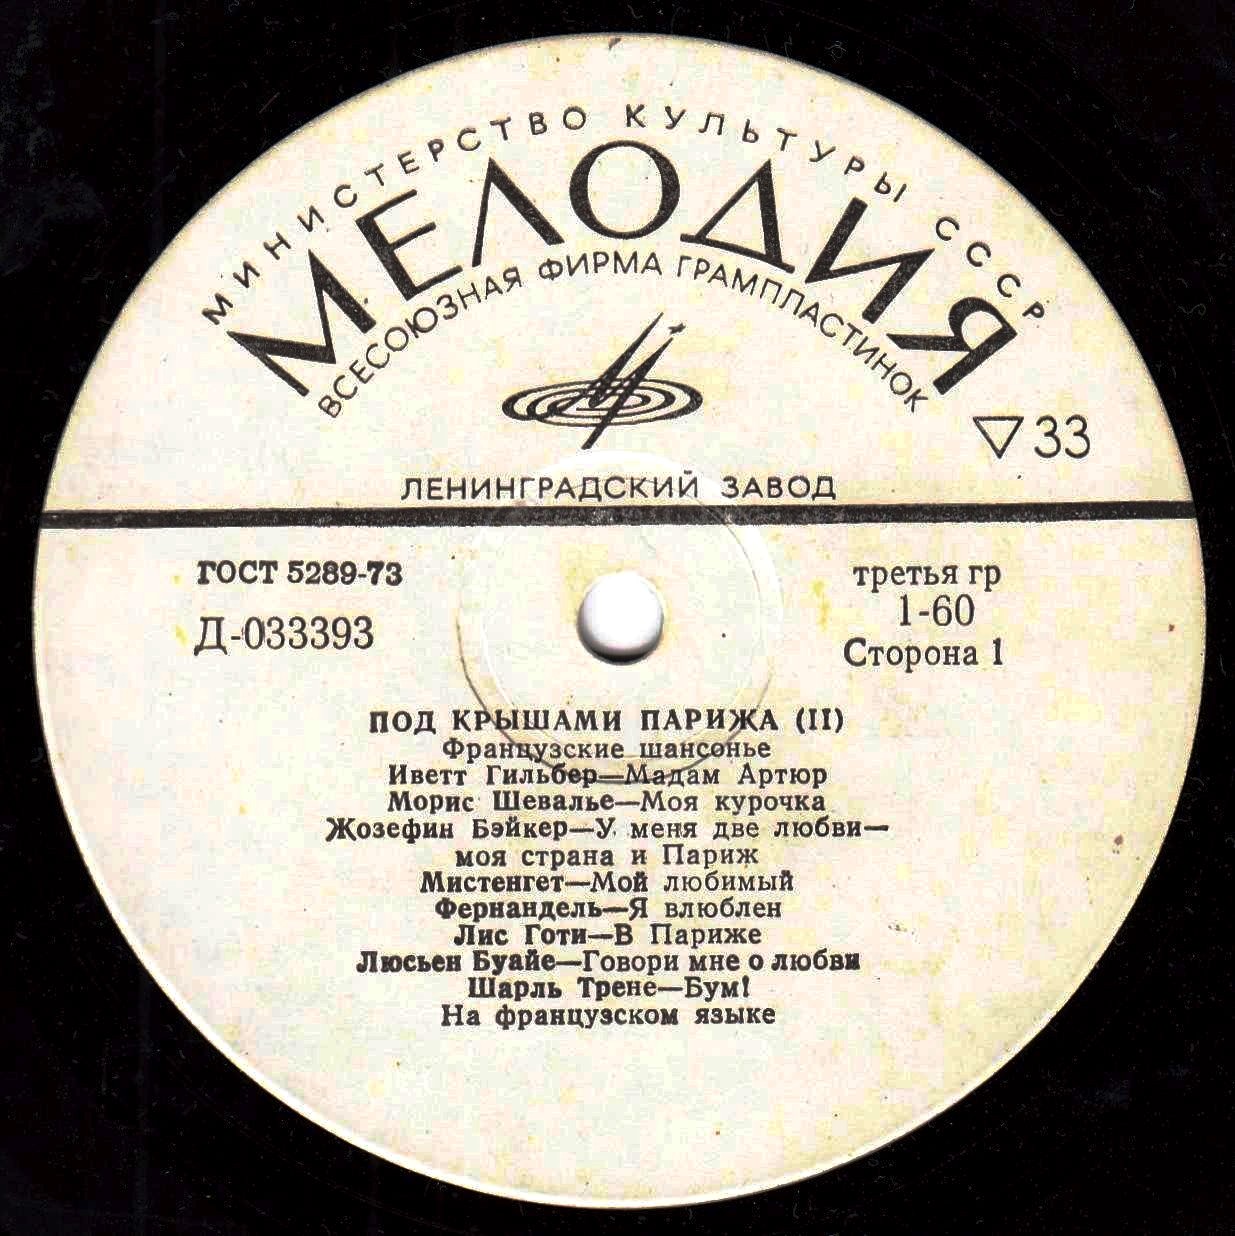 МИНИСТЕРСТВО КУЛЬТУРЫ СССР
МЕЛОДИЯ
ВСЕСОЮЗНАЯ ФИРМА ГРАМПЛАСТИНОК
▽33
ЛЕНИНГРАДСКИЙ ЗАВОД
ГОСТ 5289-73
Д-033393
третья гр
1-60
Сторона 1
ПОД КРЫШАМИ ПАРИЖА (II)
Французские шансонье
Иветт Гильбер—Мадам Артюр
Морис Шевалье—Моя курочка
Жозефин Бэйкер—У меня две любви—
моя страна и Париж
Мистенгет—Мой любимый
Фернандель—Я влюблен
Лис Готи—В Париже
Люсьен Буайе—Говори мне о любви
Шарль Трене—Бум!
На французском языке